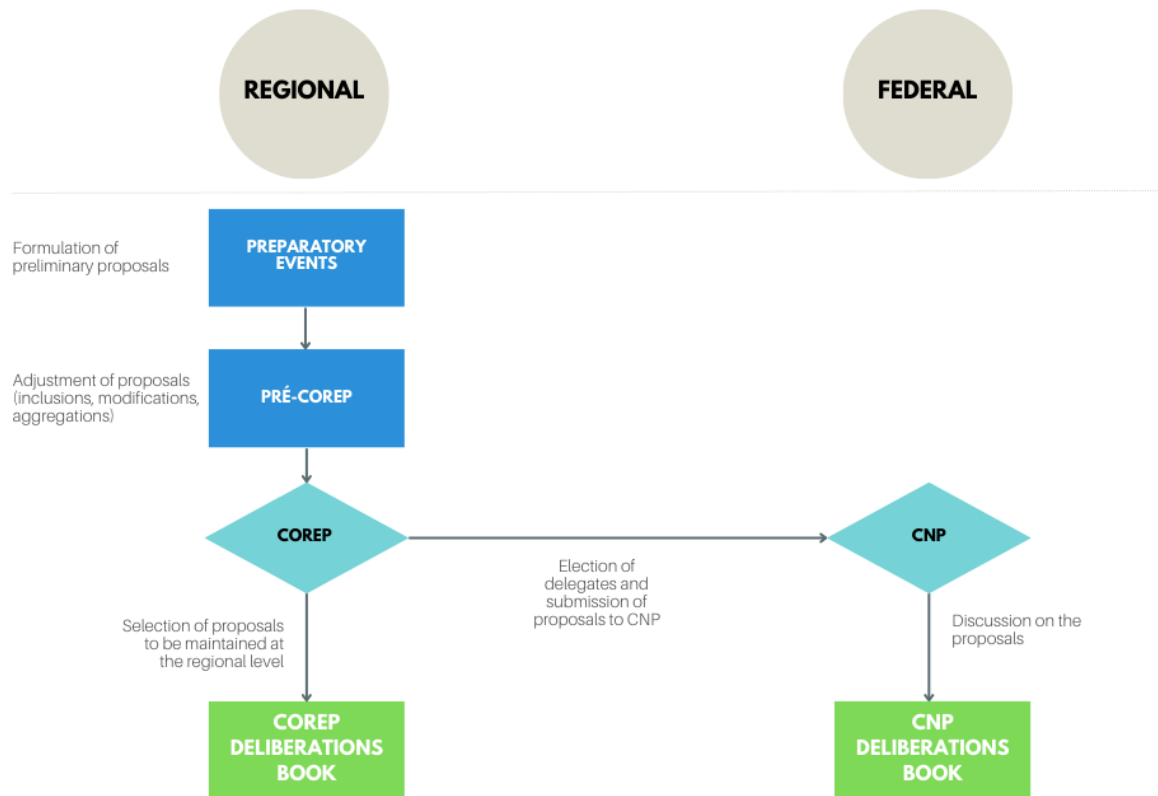 REGIONAL
FEDERAL
Formulation of
preliminary proposals
PREPARATORY
EVENTS
Adjustment of proposals
(inclusions, modifications,
aggregations)
PRÉ-COREP
COREP
CNP
Election of
delegates and
submission of
proposals to CNP
Selection of proposals
to be maintained at
the regional level
Discussion on the
proposals
COREP
DELIBERATIONS
BOOK
CNP
DELIBERATIONS
BOOK